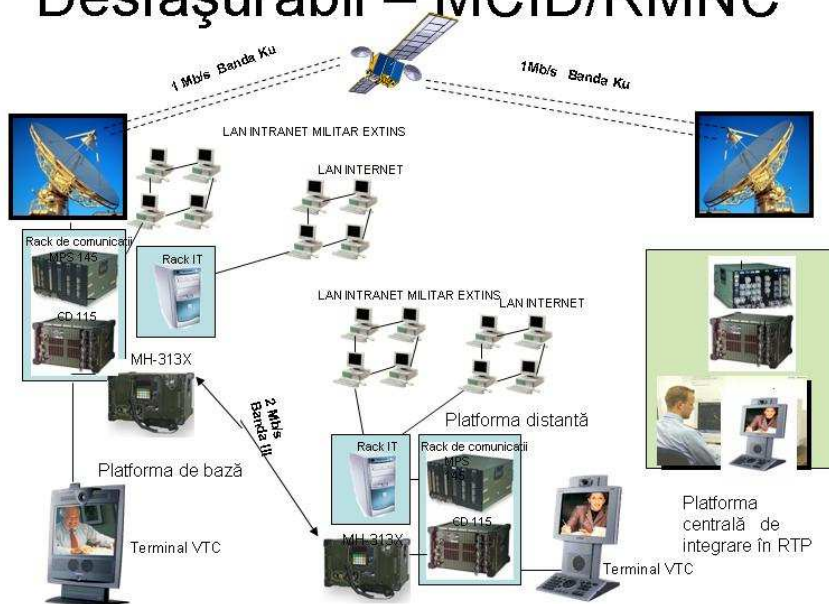 Desfășurabil – MCID/RMNC
1 Mb/s Banda Ku
1Mb/s Banda Ku
LAN INTRANET MILITAR EXTINS
LAN INTERNET
Rack de comunicații
MPS 145
CD 115
Rack IT
MH-313X
LAN INTRANET MILITAR EXTINS
LAN INTERNET
2 Mb/s
Banda III
Platforma distantă
Platforma de bază
Rack IT
Rack de comunicații
MPS
145
CD 115
MH-313X
Terminal VTC
Terminal VTC
Platforma
centrală de
integrare în RTP